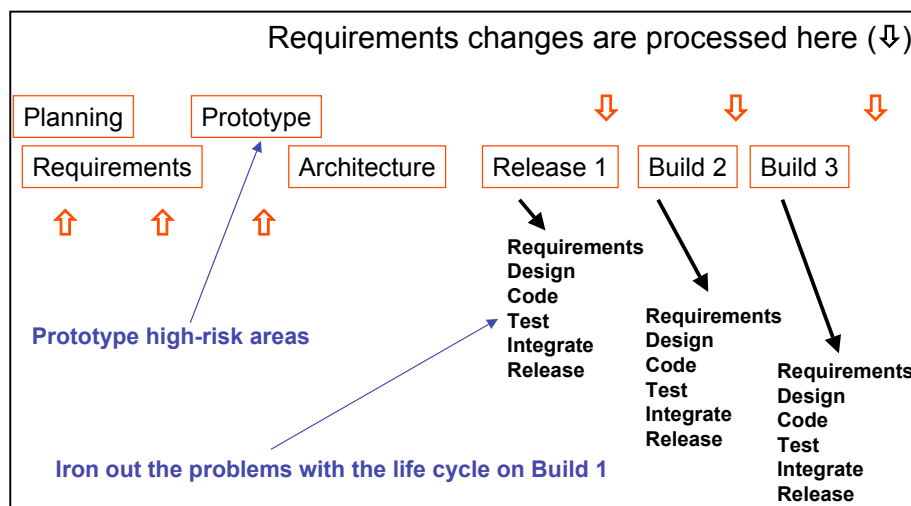 Requirements changes are processed here (⇩)
Planning
Prototype
Requirements
Architecture
Release 1
Build 2
Build 3
Requirements
Design
Code
Test
Integrate
Release
Requirements
Design
Code
Test
Integrate
Release
Requirements
Design
Code
Test
Integrate
Release
Prototype high-risk areas
Iron out the problems with the life cycle on Build 1